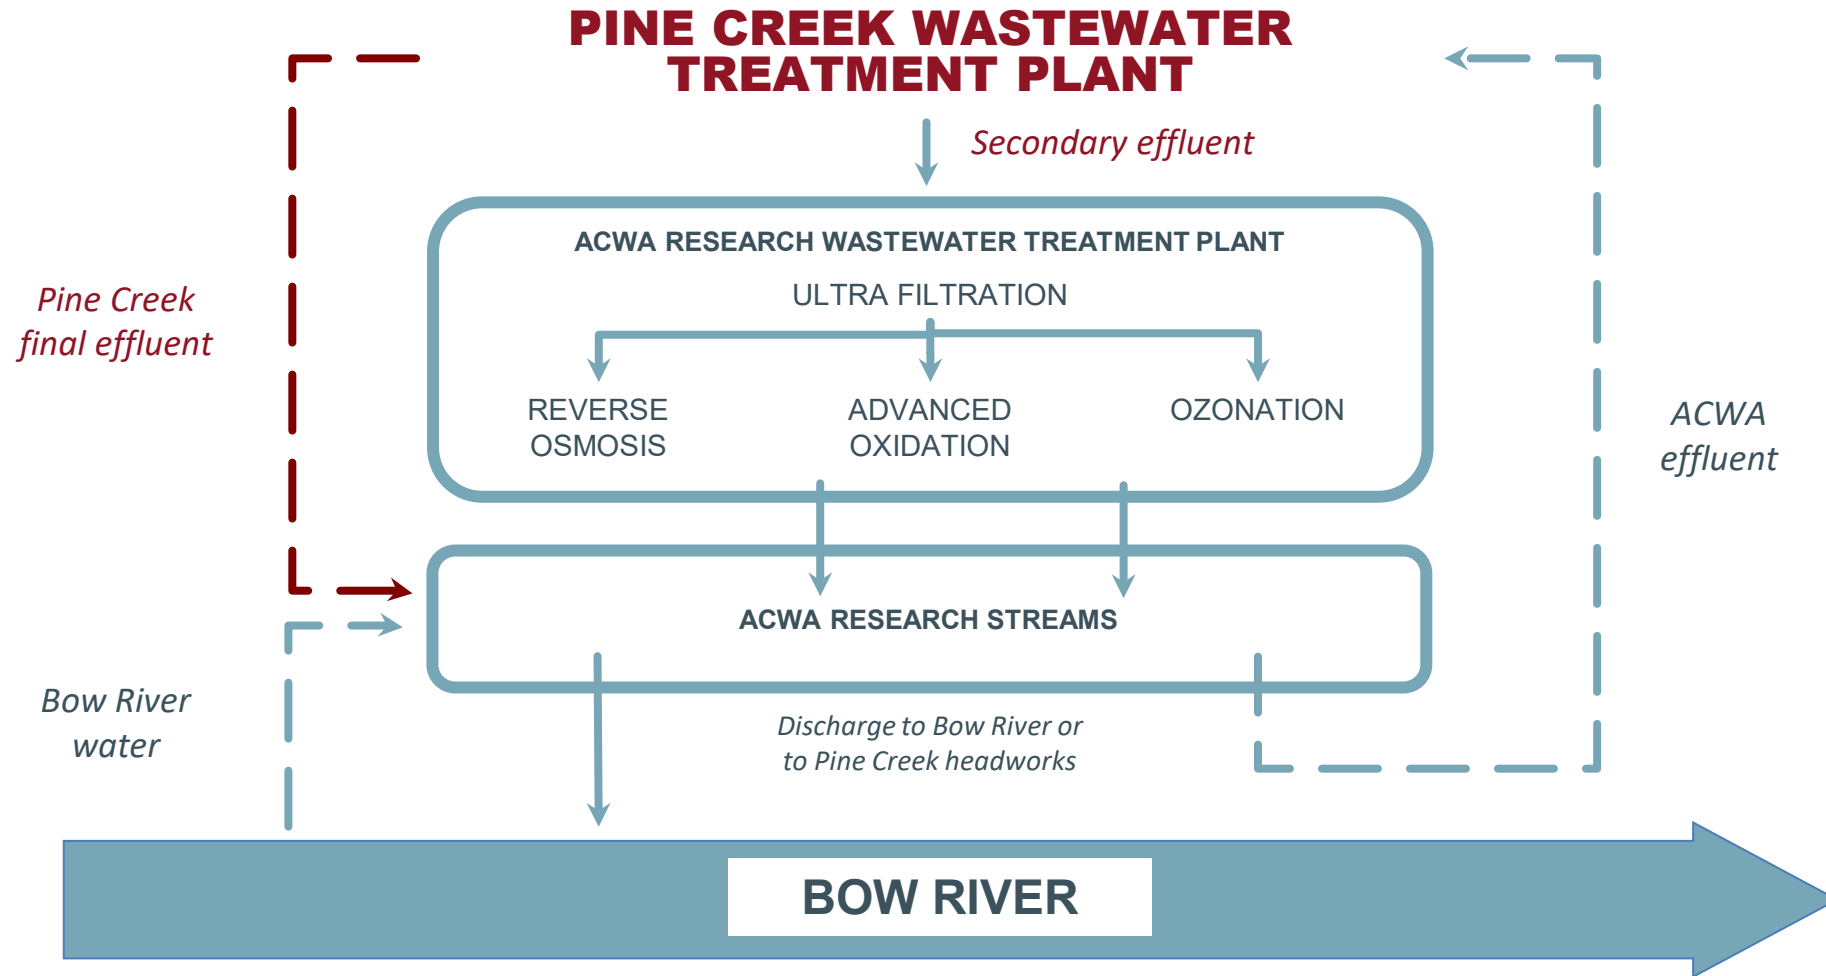 PINE CREEK WASTEWATER
TREATMENT PLANT
Secondary effluent
ACWA RESEARCH WASTEWATER TREATMENT PLANT
ULTRA FILTRATION
Pine Creek
final effluent
REVERSE
OSMOSIS
ADVANCED
OXIDATION
OZONATION
ACWA
effluent
ACWA RESEARCH STREAMS
Bow River
water
Discharge to Bow River or
to Pine Creek headworks
BOW RIVER